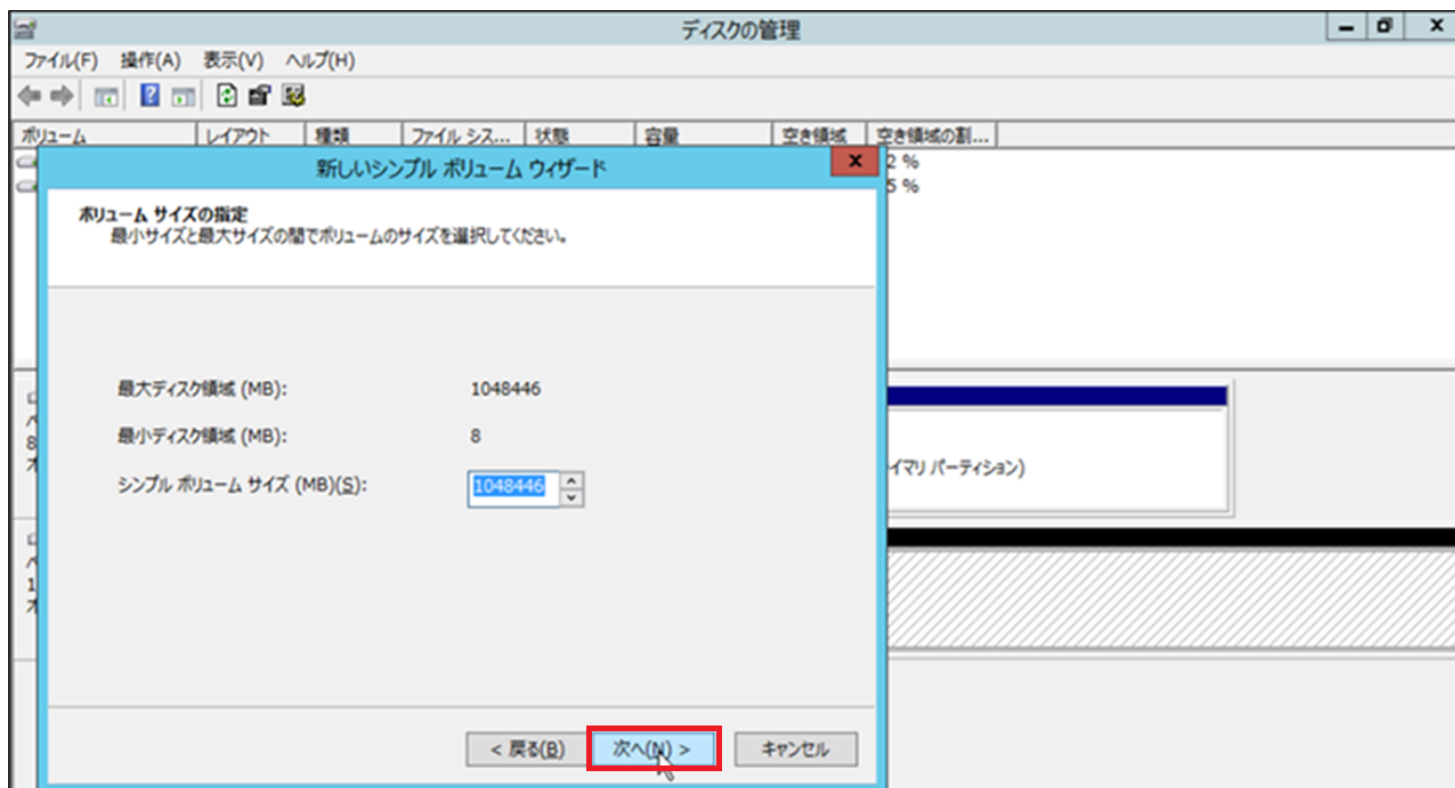 ディスクの管理
ファイル(F) 操作(A) 表示(V) ヘルプ(H)
ボリューム レイアウト 種類 ファイル シス... 状態 容量 空き領域 空き領域の割...
新しいシンプル ボリューム ウィザード
2 %
5 %
ボリューム サイズの指定
最小サイズと最大サイズの間でボリュームのサイズを選択してください。
最大ディスク領域 (MB): 1048446
最小ディスク領域 (MB): 8
シンプル ボリューム サイズ (MB)(S): 1048446
イマリ パーティション)
8
オ
1
オ
< 戻る(B) 次へ(N) > キャンセル